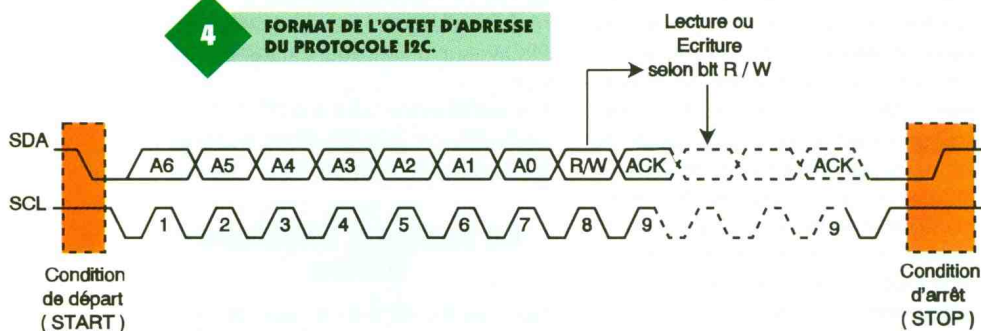 4
FORMAT DE L'OCTET D'ADRESSE
DU PROTOCOLE I2C.
Lecture ou
Ecriture
selon bit R / W
SDA
A6 A5 A4 A3 A2 A1 A0 R/W ACK ACK
SCL
1 2 3 4 5 6 7 8 9 9
Condition
de départ
( START )
Condition
d'arrêt
( STOP )